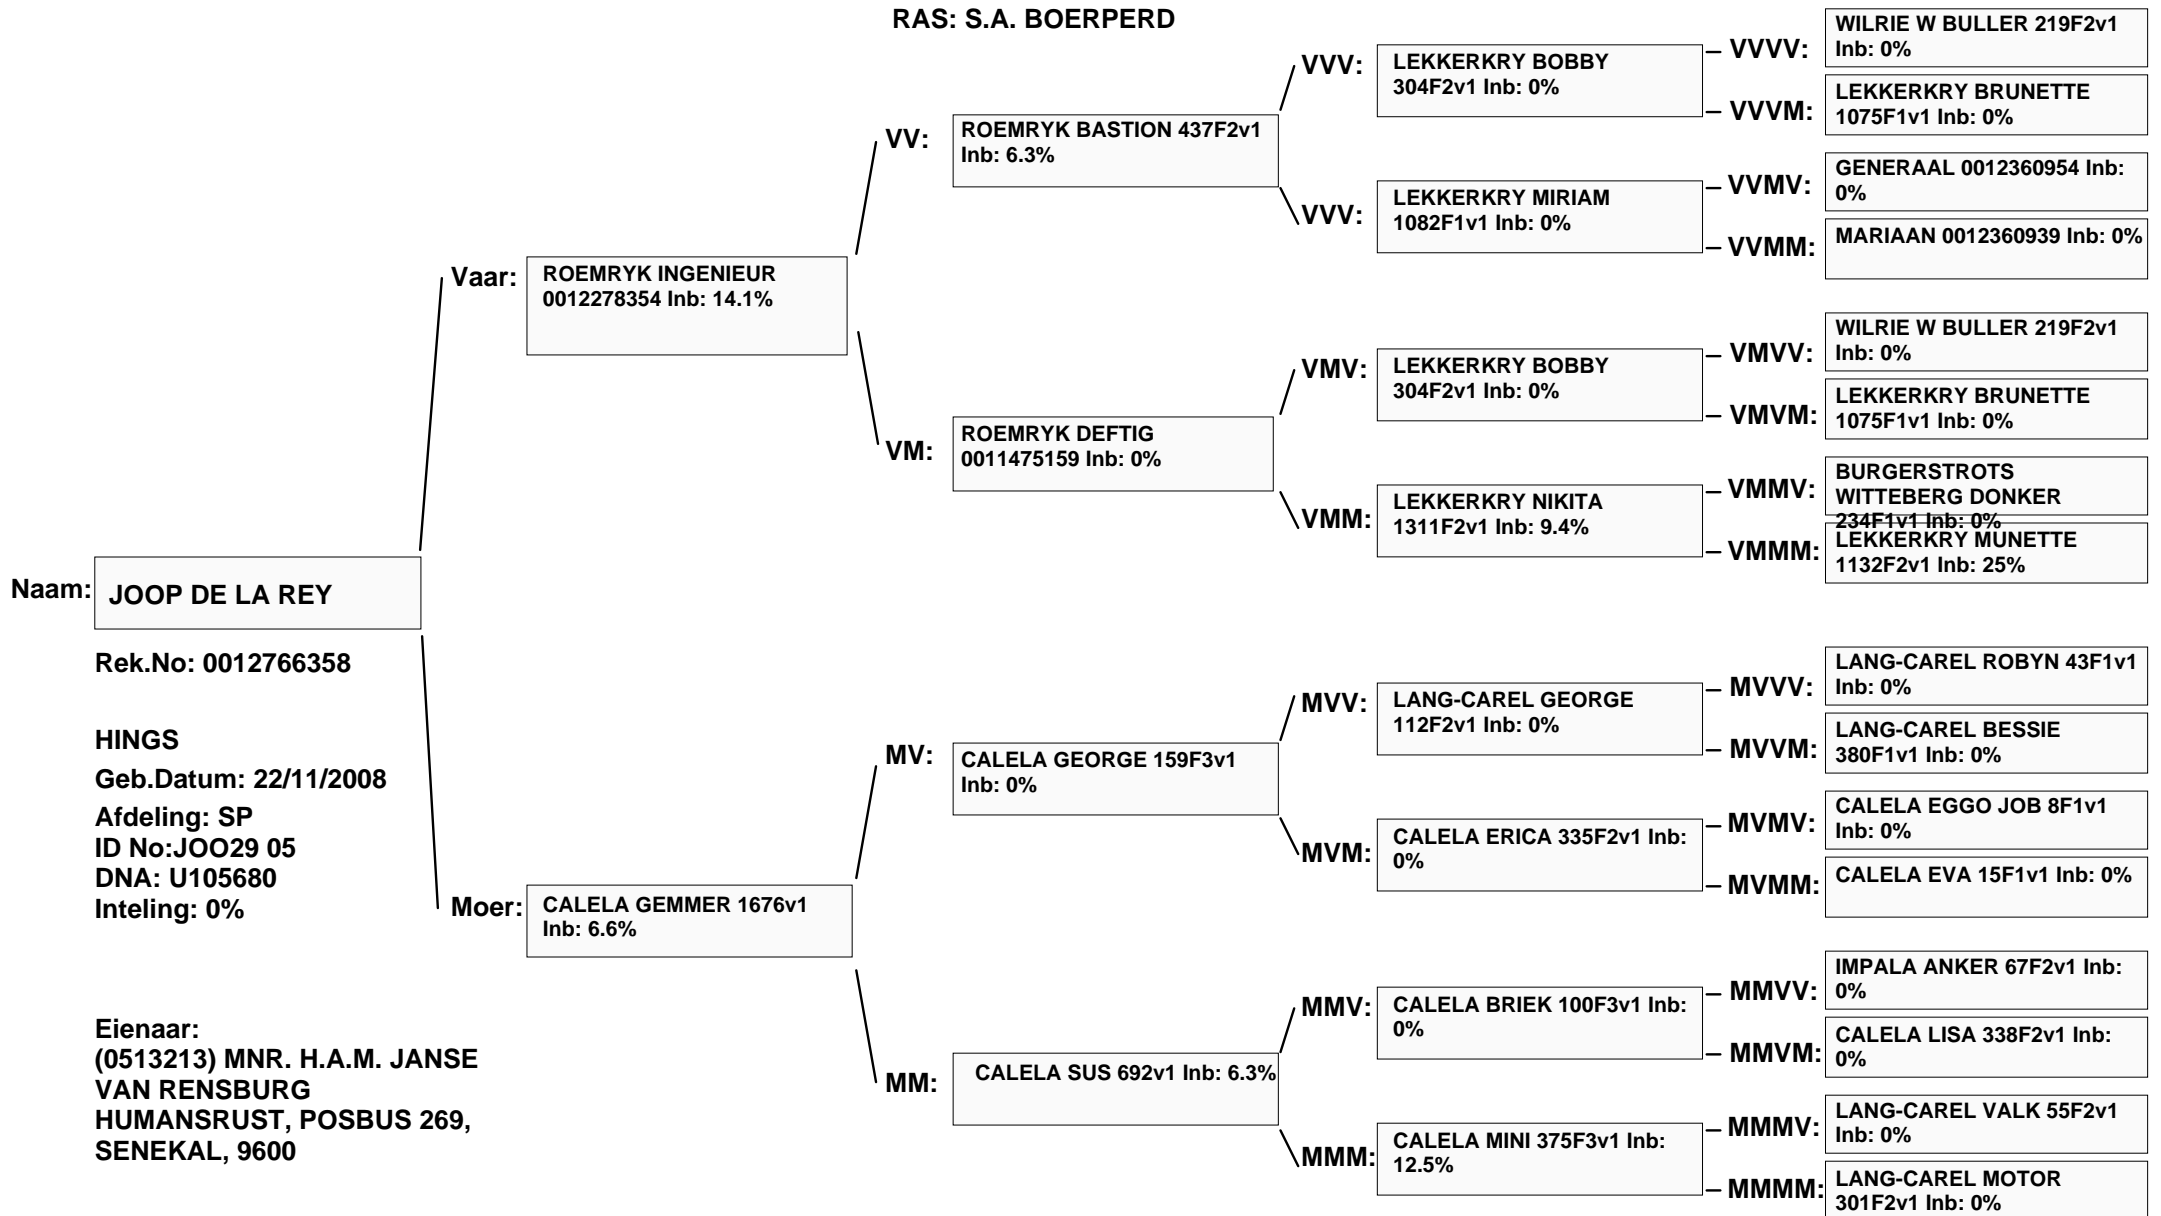 RAS: S.A. BOERPERD
Naam:
JOOP DE LA REY
Rek.No: 0012766358
HINGS
Geb.Datum: 22/11/2008
Afdeling: SP
ID No:JOO29 05
DNA: U105680
Inteling: 0%
Eienaar:
(0513213) MNR. H.A.M. JANSE
VAN RENSBURG
HUMANSRUST, POSBUS 269,
SENEKAL, 9600
Vaar:
ROEMRYK INGENIEUR
0012278354 Inb: 14.1%
Moer:
CALELA GEMMER 1676v1
Inb: 6.6%
VV:
ROEMRYK BASTION 437F2v1
Inb: 6.3%
VM:
ROEMRYK DEFTIG
0011475159 Inb: 0%
MV:
CALELA GEORGE 159F3v1
Inb: 0%
MM:
CALELA SUS 692v1 Inb: 6.3%
VVV:
LEKKERKRY BOBBY
304F2v1 Inb: 0%
VVV:
LEKKERKRY MIRIAM
1082F1v1 Inb: 0%
VMV:
LEKKERKRY BOBBY
304F2v1 Inb: 0%
VMM:
LEKKERKRY NIKITA
1311F2v1 Inb: 9.4%
MVV:
LANG-CAREL GEORGE
112F2v1 Inb: 0%
MVM:
CALELA ERICA 335F2v1 Inb:
0%
MMV:
CALELA BRIEK 100F3v1 Inb:
0%
MMM:
CALELA MINI 375F3v1 Inb:
12.5%
VVVV:
WILRIE W BULLER 219F2v1
Inb: 0%
VVVM:
LEKKERKRY BRUNETTE
1075F1v1 Inb: 0%
VVMV:
GENERAAL 0012360954 Inb:
0%
VVMM:
MARIAAN 0012360939 Inb: 0%
VMVV:
WILRIE W BULLER 219F2v1
Inb: 0%
VMVM:
LEKKERKRY BRUNETTE
1075F1v1 Inb: 0%
VMMV:
BURGERSTROTS
WITTEBERG DONKER
234F1v1 Inb: 0%
VMMM:
LEKKERKRY MUNETTE
1132F2v1 Inb: 25%
MVVV:
LANG-CAREL ROBYN 43F1v1
Inb: 0%
MVVM:
LANG-CAREL BESSIE
380F1v1 Inb: 0%
MVMV:
CALELA EGGO JOB 8F1v1
Inb: 0%
MVMM:
CALELA EVA 15F1v1 Inb: 0%
MMVV:
IMPALA ANKER 67F2v1 Inb:
0%
MMVM:
CALELA LISA 338F2v1 Inb:
0%
MMMV:
LANG-CAREL VALK 55F2v1
Inb: 0%
MMMM:
LANG-CAREL MOTOR
301F2v1 Inb: 0%